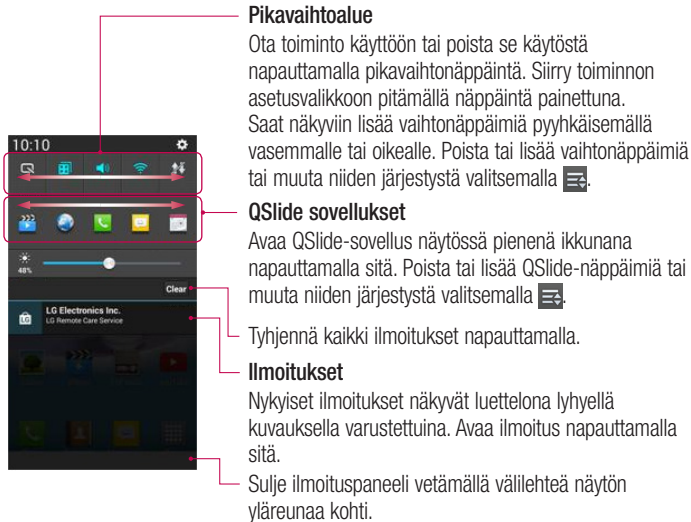 Pikavaihtoalue
Ota toiminto käyttöön tai poista se käytöstä
napauttamalla pikavaihtonäppäintä. Siirry toiminnon
asetusvalikkoon pitämällä näppäintä painettuna.
Saat näkyviin lisää vaihtonäppäimiä pyyhkäisemällä
vasemmalle tai oikealle. Poista tai lisää vaihtonäppäimiä
tai muuta niiden järjestystä valitsemalla .
QSlide sovellukset
Avaa QSlide-sovellus näytössä pienenä ikkunana
napauttamalla sitä. Poista tai lisää QSlide-näppäimiä tai
muuta niiden järjestystä valitsemalla .
Tyhjennä kaikki ilmoitukset napauttamalla.
Ilmoitukset
Nykyiset ilmoitukset näkyvät luettelona lyhyellä
kuvauksella varustettuina. Avaa ilmoitus napauttamalla
sitä.
Sulje ilmoituspaneeli vetämällä välilehteä näytön
yläreunaa kohti.
10:10
48%
Clear
LG
LG Electronics Inc.
LG Remote Care Service